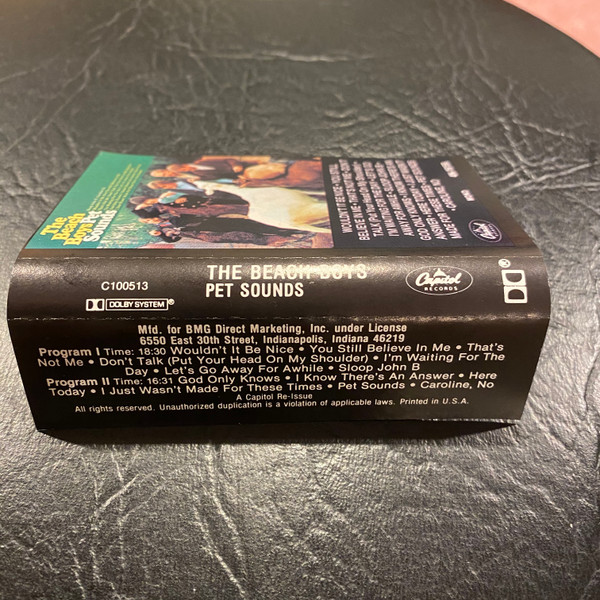 The
Beach
Boys
Pet
Sounds
C100513
DOLBY SYSTEM®
THE BEACH BOYS
PET SOUNDS
Capitol
RECORDS
®
Mfd. for BMG Direct Marketing, Inc. under License
6550 East 30th Street, Indianapolis, Indiana 46219
Program I Time: 18:30 Wouldn't It Be Nice • You Still Believe In Me • That's
Not Me • Don't Talk (Put Your Head On My Shoulder) • I'm Waiting For The
Day • Let's Go Away For Awhile • Sloop John B
Program II Time: 16:31 God Only Knows • I Know There's An Answer • Here
Today • I Just Wasn't Made For These Times • Pet Sounds • Caroline, No
A Capitol Re-Issue
All rights reserved. Unauthorized duplication is a violation of applicable laws. Printed in U.S.A.